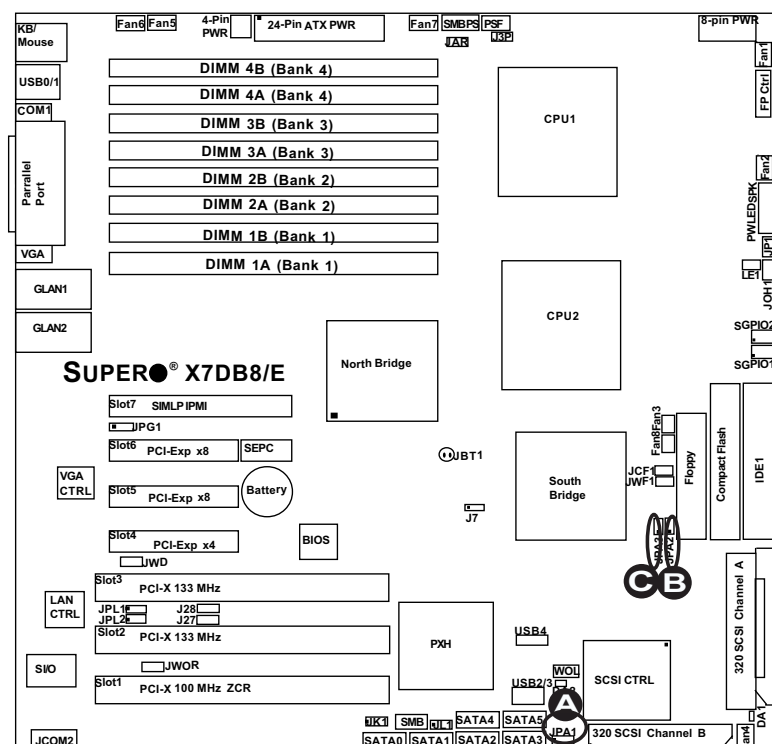 KB/
Mouse
Fan6 Fan5
4-Pin
PWR
24-Pin ATX PWR
Fan7 SMBPS PSF
JAR J3P
8-pin PWR
Fan1
FP Ctrl
USB0/1
COM1
Parrallel
Port
VGA
GLAN1
GLAN2
DIMM 4B (Bank 4)
DIMM 4A (Bank 4)
DIMM 3B (Bank 3)
DIMM 3A (Bank 3)
DIMM 2B (Bank 2)
DIMM 2A (Bank 2)
DIMM 1B (Bank 1)
DIMM 1A (Bank 1)
CPU1
CPU2
Fan2
PWLEDSPK
JP1
LE1
JOH1
SGPIO2
SGPIO1
North Bridge
SUPER® X7DB8/E
Slot7 SIMLP IPMI
JPG1
Slot6 PCI-Exp x8 SEPC
VGA
CTRL
Slot5 PCI-Exp x8
Battery
Slot4 PCI-Exp x4
BIOS
JWD
JBT1
J7
South
Bridge
Fan8Fan3
JCF1
JWF1
Floppy
Compact Flash
IDE1
JPA3 JPA2
C B
Slot3
PCI-X 133 MHz
LAN
CTRL
JPL1 J28
JPL2 J27
Slot2
PCI-X 133 MHz
JWOR
SI/O
Slot1
PCI-X 100 MHz ZCR
PXH
USB4
WOL
USB2/3
SCSI CTRL
320 SCSI Channel A
DA1
A
JPA1
320 SCSI Channel B
Fan4
JK1 SMB JL1 SATA4 SATA5
SATA0 SATA1 SATA2 SATA3
JCOM2